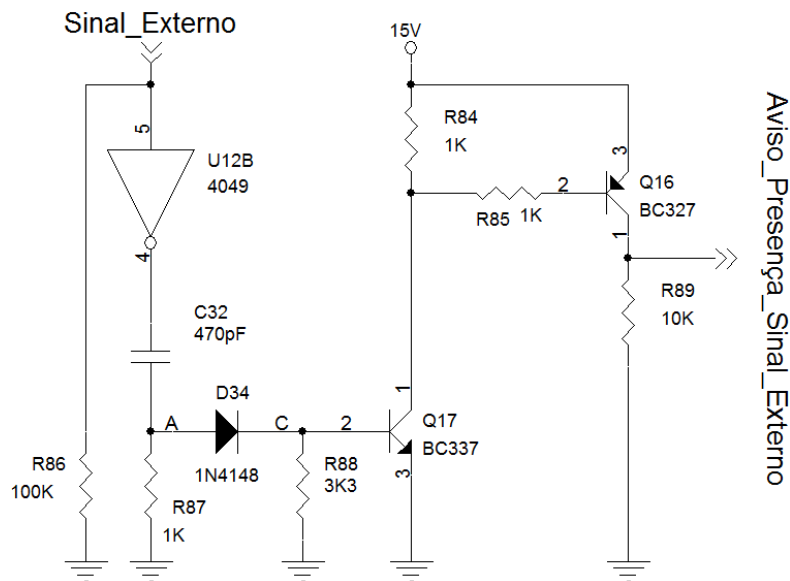 Sinal_Externo
15V
5
U12B
4049
4
C32
470pF
R86
100K
A
D34
1N4148
C
R87
1K
R88
3K3
2
1
Q17
BC337
3
R84
1K
R85
1K
2
3
Q16
BC327
1
R89
10K
Aviso_Presença_Sinal_Externo